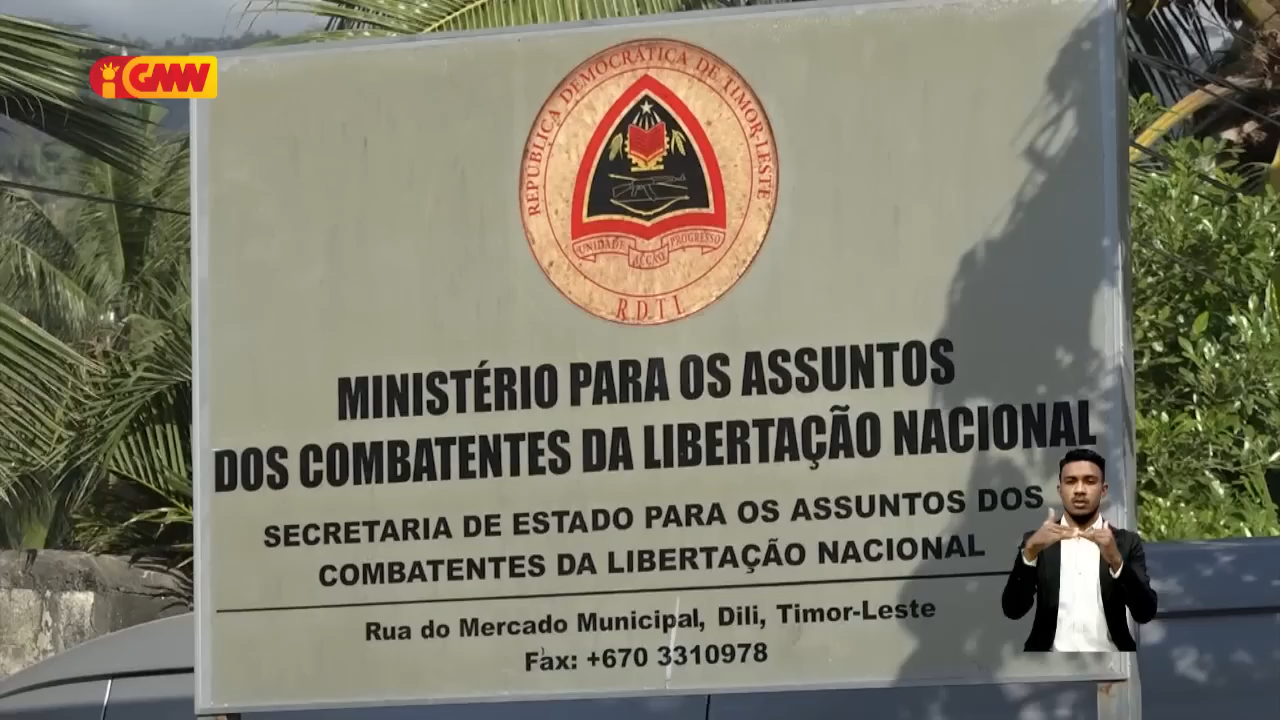 GMN
REPUBLICA DEMOCRÁTICA DE TIMOR-LESTE
UNIDADE ACÇÃO PROGRESSO
R D T L
MINISTÉRIO PARA OS ASSUNTOS
DOS COMBATENTES DA LIBERTAÇÃO NACIONAL
SECRETARIA DE ESTADO PARA OS ASSUNTOS DOS
COMBATENTES DA LIBERTAÇÃO NACIONAL
Rua do Mercado Municipal, Dili, Timor-Leste
Fax: +670 3310978